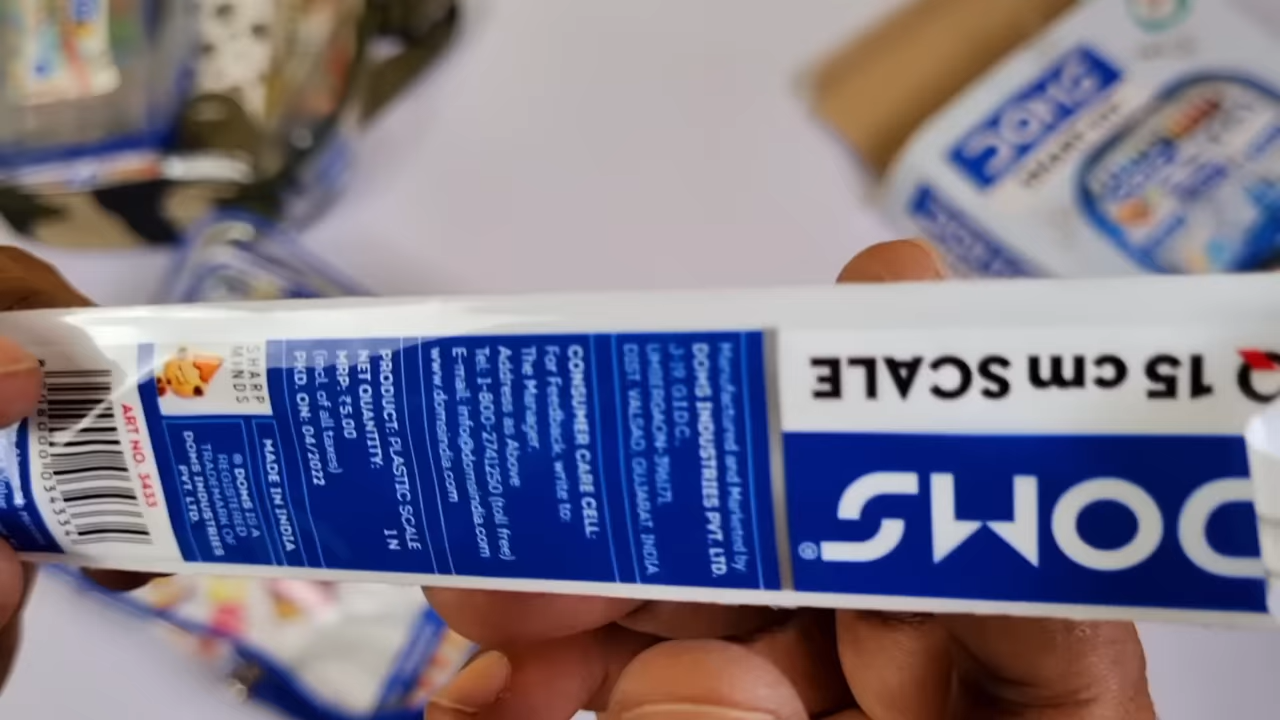 Q 15 cm SCALE
DOMS®
Manufactured and Marketed by
DOMS INDUSTRIES PVT. LTD.
J-19, G.I.D.C.
UMBERGAON-396171,
DIST. VALSAD, GUJARAT, INDIA
CONSUMER CARE CELL:
For Feedback, write to:
The Manager,
Address as Above
Tel: 1-800-2741250 (toll free)
E-mail: info@domsindia.com
www.domsindia.com
PRODUCT: PLASTIC SCALE
NET QUANTITY: 1 N
MRP: ₹ 5.00
(incl. of all taxes)
PKD. ON: 04/2022
SHARP
MINDS
MADE IN INDIA
® DOMS IS A
REGISTERED
TRADEMARK OF
DOMS INDUSTRIES
PVT. LTD.
ART NO. 3433
DOMS
DOMS